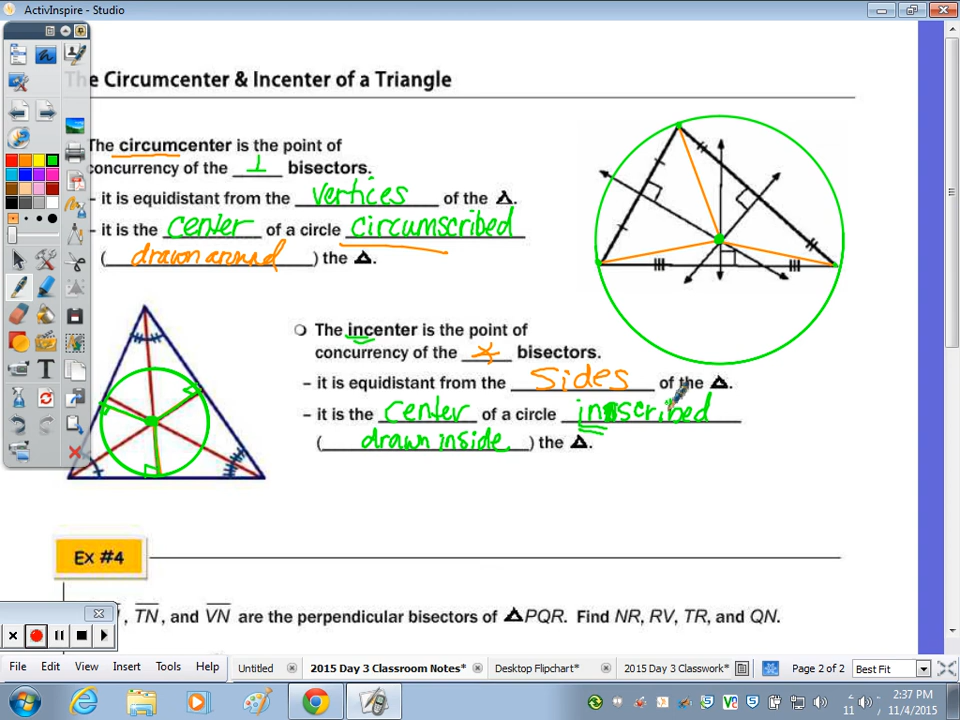 ActivInspire - Studio
The Circumcenter & Incenter of a Triangle
The circumcenter is the point of
concurrency of the ⊥ bisectors.
- it is equidistant from the vertices of the △.
- it is the center of a circle circumscribed
(drawn around) the △.
The incenter is the point of
concurrency of the ∠ bisectors.
– it is equidistant from the sides of the △.
– it is the center of a circle inscribed
(drawn inside) the △.
Ex #4
, TN, and VN are the perpendicular bisectors of △PQR. Find NR, RV, TR, and QN.
File Edit View Insert Tools Help Untitled 2015 Day 3 Classroom Notes* Desktop Flipchart* 2015 Day 3 Classwork* Page 2 of 2 Best Fit
2:37 PM
11/4/2015